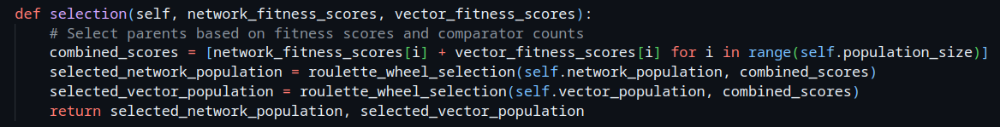 def selection(self, network_fitness_scores, vector_fitness_scores):
    # Select parents based on fitness scores and comparator counts
    combined_scores = [network_fitness_scores[i] + vector_fitness_scores[i] for i in range(self.population_size)]
    selected_network_population = roulette_wheel_selection(self.network_population, combined_scores)
    selected_vector_population = roulette_wheel_selection(self.vector_population, combined_scores)
    return selected_network_population, selected_vector_population